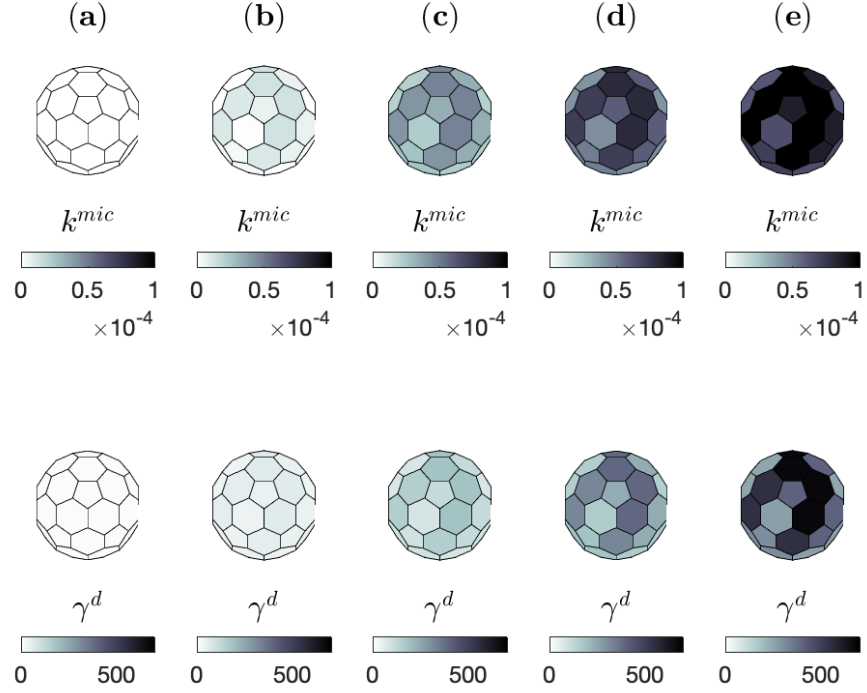 (a) (b) (c) (d) (e)
k^mic k^mic k^mic k^mic k^mic
0 0.5 1 0 0.5 1 0 0.5 1 0 0.5 1 0 0.5 1
×10^-4 ×10^-4 ×10^-4 ×10^-4 ×10^-4
γ^d γ^d γ^d γ^d γ^d
0 500 0 500 0 500 0 500 0 500